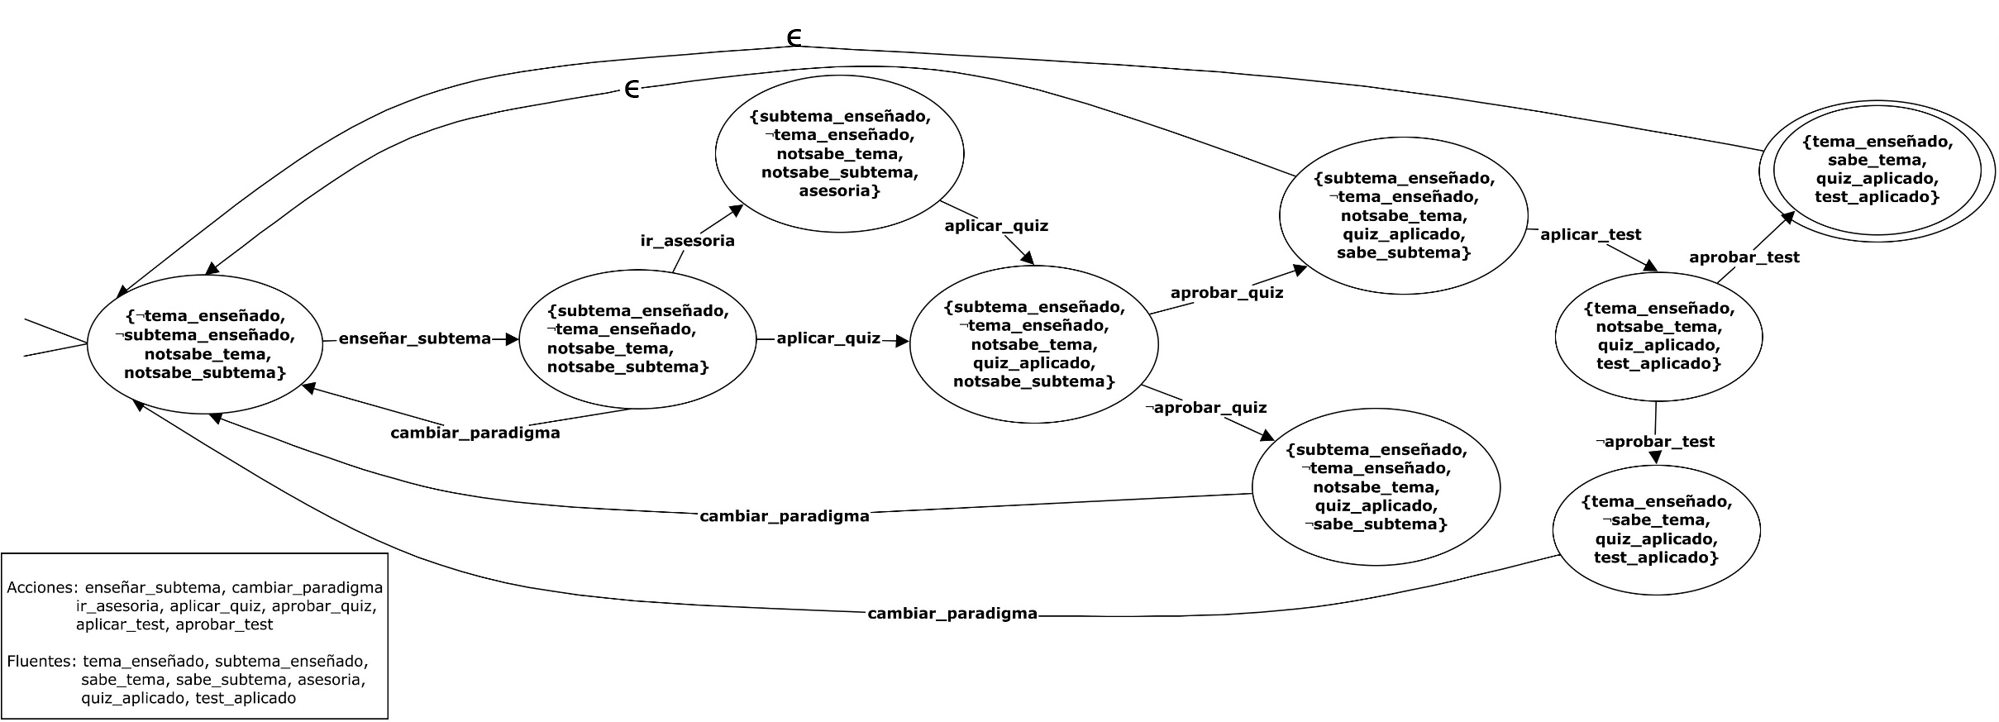 ∈
∈
{subtema_enseñado,
¬tema_enseñado,
notsabe_tema,
notsabe_subtema,
asesoria}
{tema_enseñado,
sabe_tema,
quiz_aplicado,
test_aplicado}
{subtema_enseñado,
¬tema_enseñado,
notsabe_tema,
quiz_aplicado,
sabe_subtema}
ir_asesoria
aplicar_quiz
aplicar_test
aprobar_test
{¬tema_enseñado,
¬subtema_enseñado,
notsabe_tema,
notsabe_subtema}
enseñar_subtema
{subtema_enseñado,
¬tema_enseñado,
notsabe_tema,
notsabe_subtema}
aplicar_quiz
{subtema_enseñado,
¬tema_enseñado,
notsabe_tema,
quiz_aplicado,
notsabe_subtema}
aprobar_quiz
{tema_enseñado,
notsabe_tema,
quiz_aplicado,
test_aplicado}
cambiar_paradigma
¬aprobar_quiz
¬aprobar_test
{subtema_enseñado,
¬tema_enseñado,
notsabe_tema,
quiz_aplicado,
¬sabe_subtema}
{tema_enseñado,
¬sabe_tema,
quiz_aplicado,
test_aplicado}
cambiar_paradigma
cambiar_paradigma
Acciones: enseñar_subtema, cambiar_paradigma
ir_asesoria, aplicar_quiz, aprobar_quiz,
aplicar_test, aprobar_test
Fluentes: tema_enseñado, subtema_enseñado,
sabe_tema, sabe_subtema, asesoria,
quiz_aplicado, test_aplicado